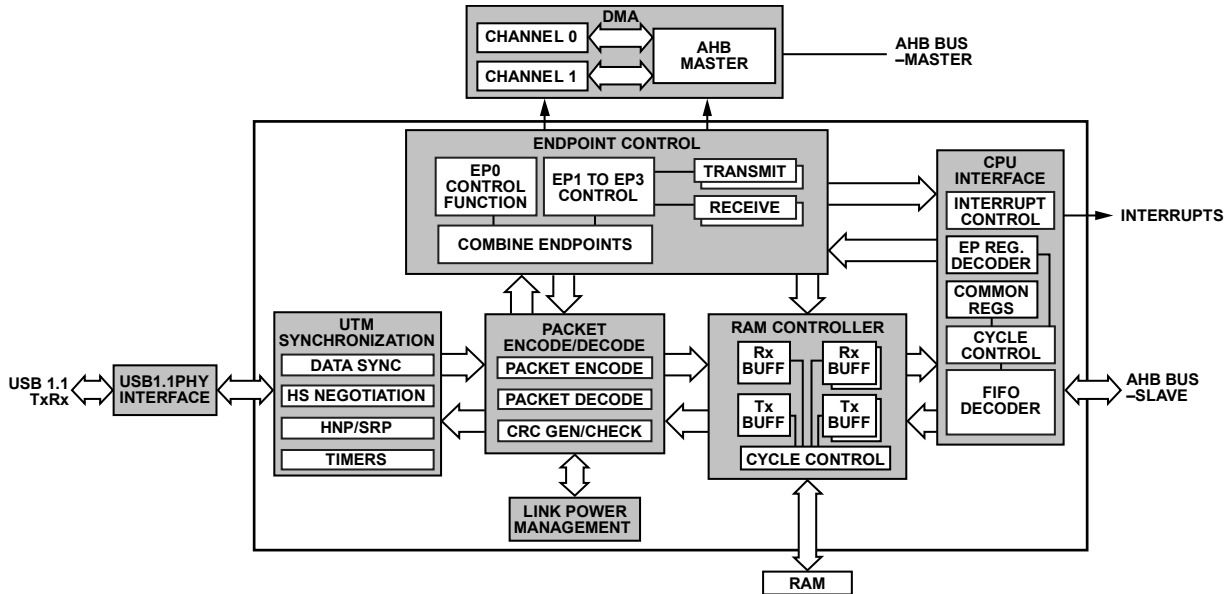 DMA
CHANNEL 0
CHANNEL 1
AHB
MASTER
AHB BUS
–MASTER
ENDPOINT CONTROL
EP0
CONTROL
FUNCTION
EP1 TO EP3
CONTROL
TRANSMIT
RECEIVE
COMBINE ENDPOINTS
CPU
INTERFACE
INTERRUPT
CONTROL
INTERRUPTS
EP REG.
DECODER
COMMON
REGS
CYCLE
CONTROL
FIFO
DECODER
AHB BUS
–SLAVE
UTM
SYNCHRONIZATION
DATA SYNC
HS NEGOTIATION
HNP/SRP
TIMERS
USB 1.1
TxRx
USB1.1PHY
INTERFACE
PACKET
ENCODE/DECODE
PACKET ENCODE
PACKET DECODE
CRC GEN/CHECK
LINK POWER
MANAGEMENT
RAM CONTROLLER
Rx
BUFF
Rx
BUFF
Tx
BUFF
Tx
BUFF
CYCLE CONTROL
RAM